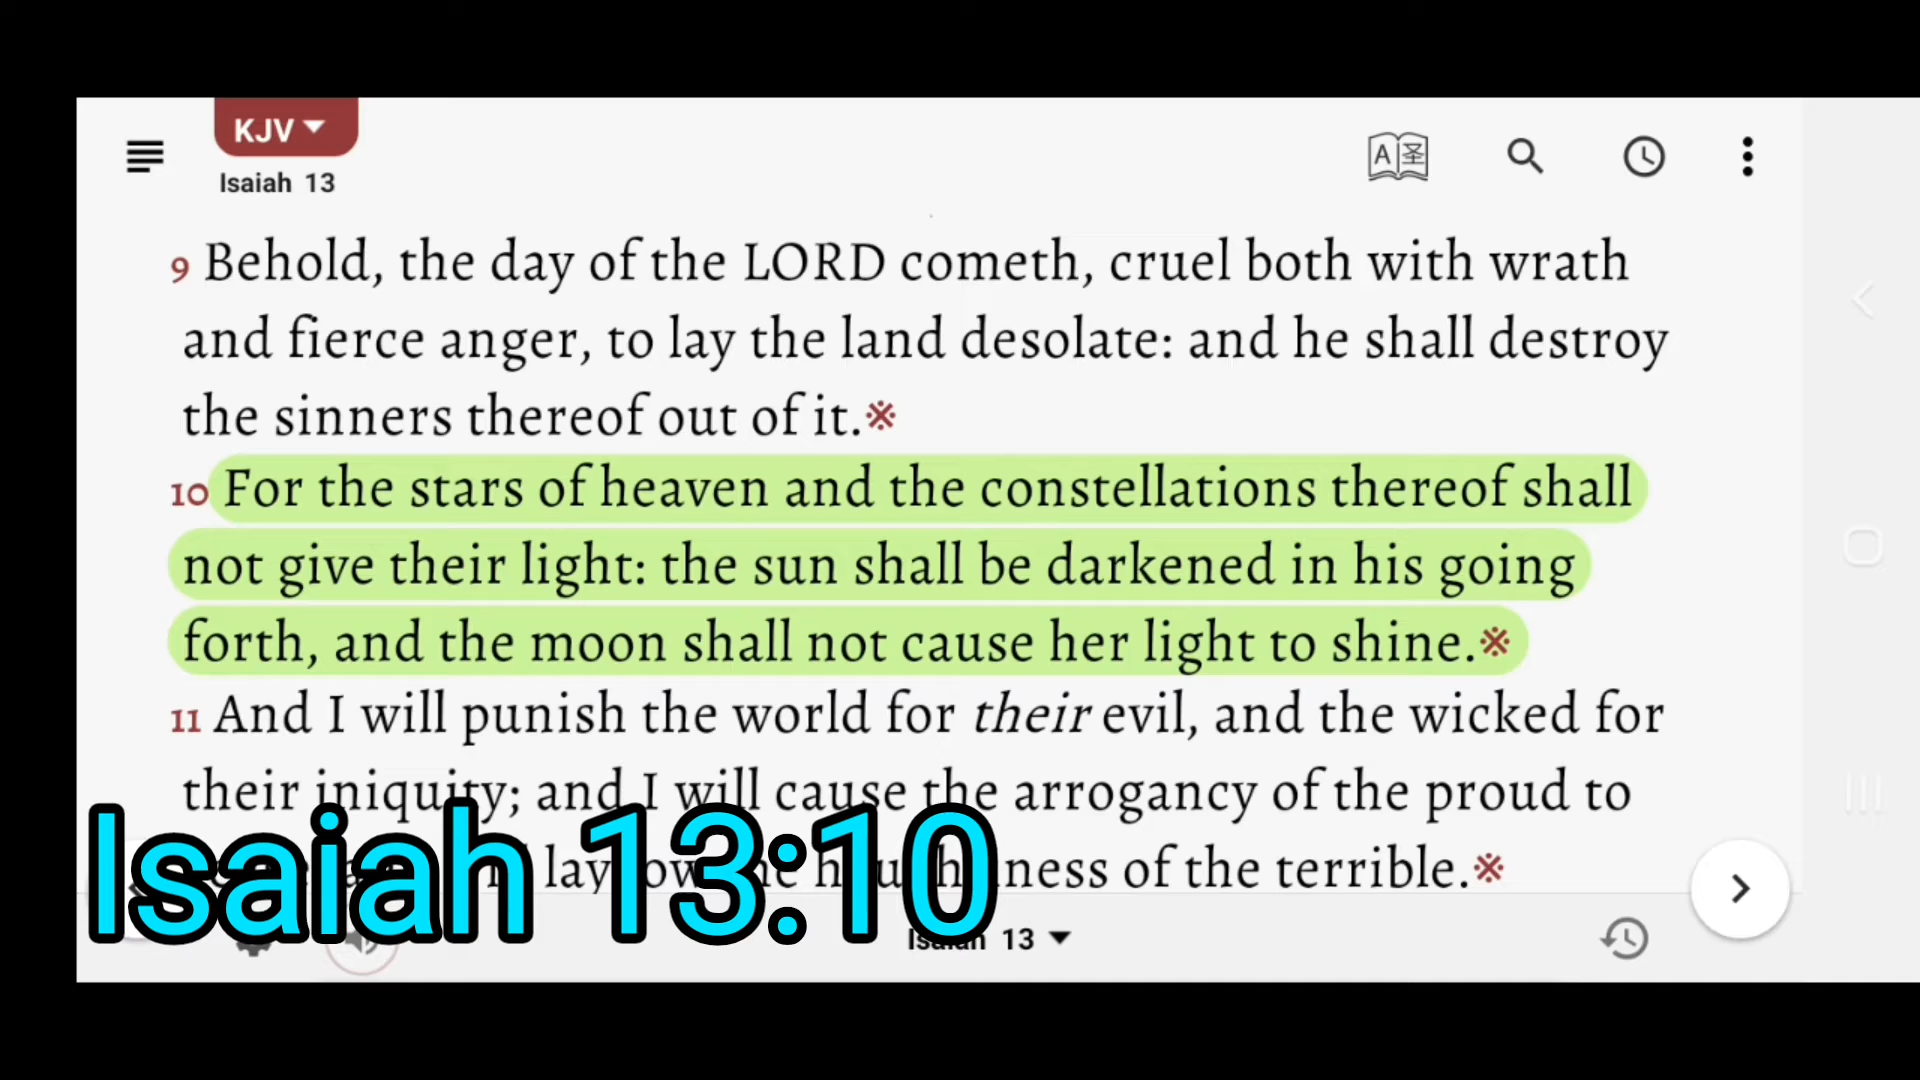 KJV
Isaiah 13
9 Behold, the day of the LORD cometh, cruel both with wrath
and fierce anger, to lay the land desolate: and he shall destroy
the sinners thereof out of it.※
10 For the stars of heaven and the constellations thereof shall
not give their light: the sun shall be darkened in his going
forth, and the moon shall not cause her light to shine.※
11 And I will punish the world for their evil, and the wicked for
their iniquity; and I will cause the arrogancy of the proud to
lay of the terrible.※
Isaiah 13:10
Isaiah 13